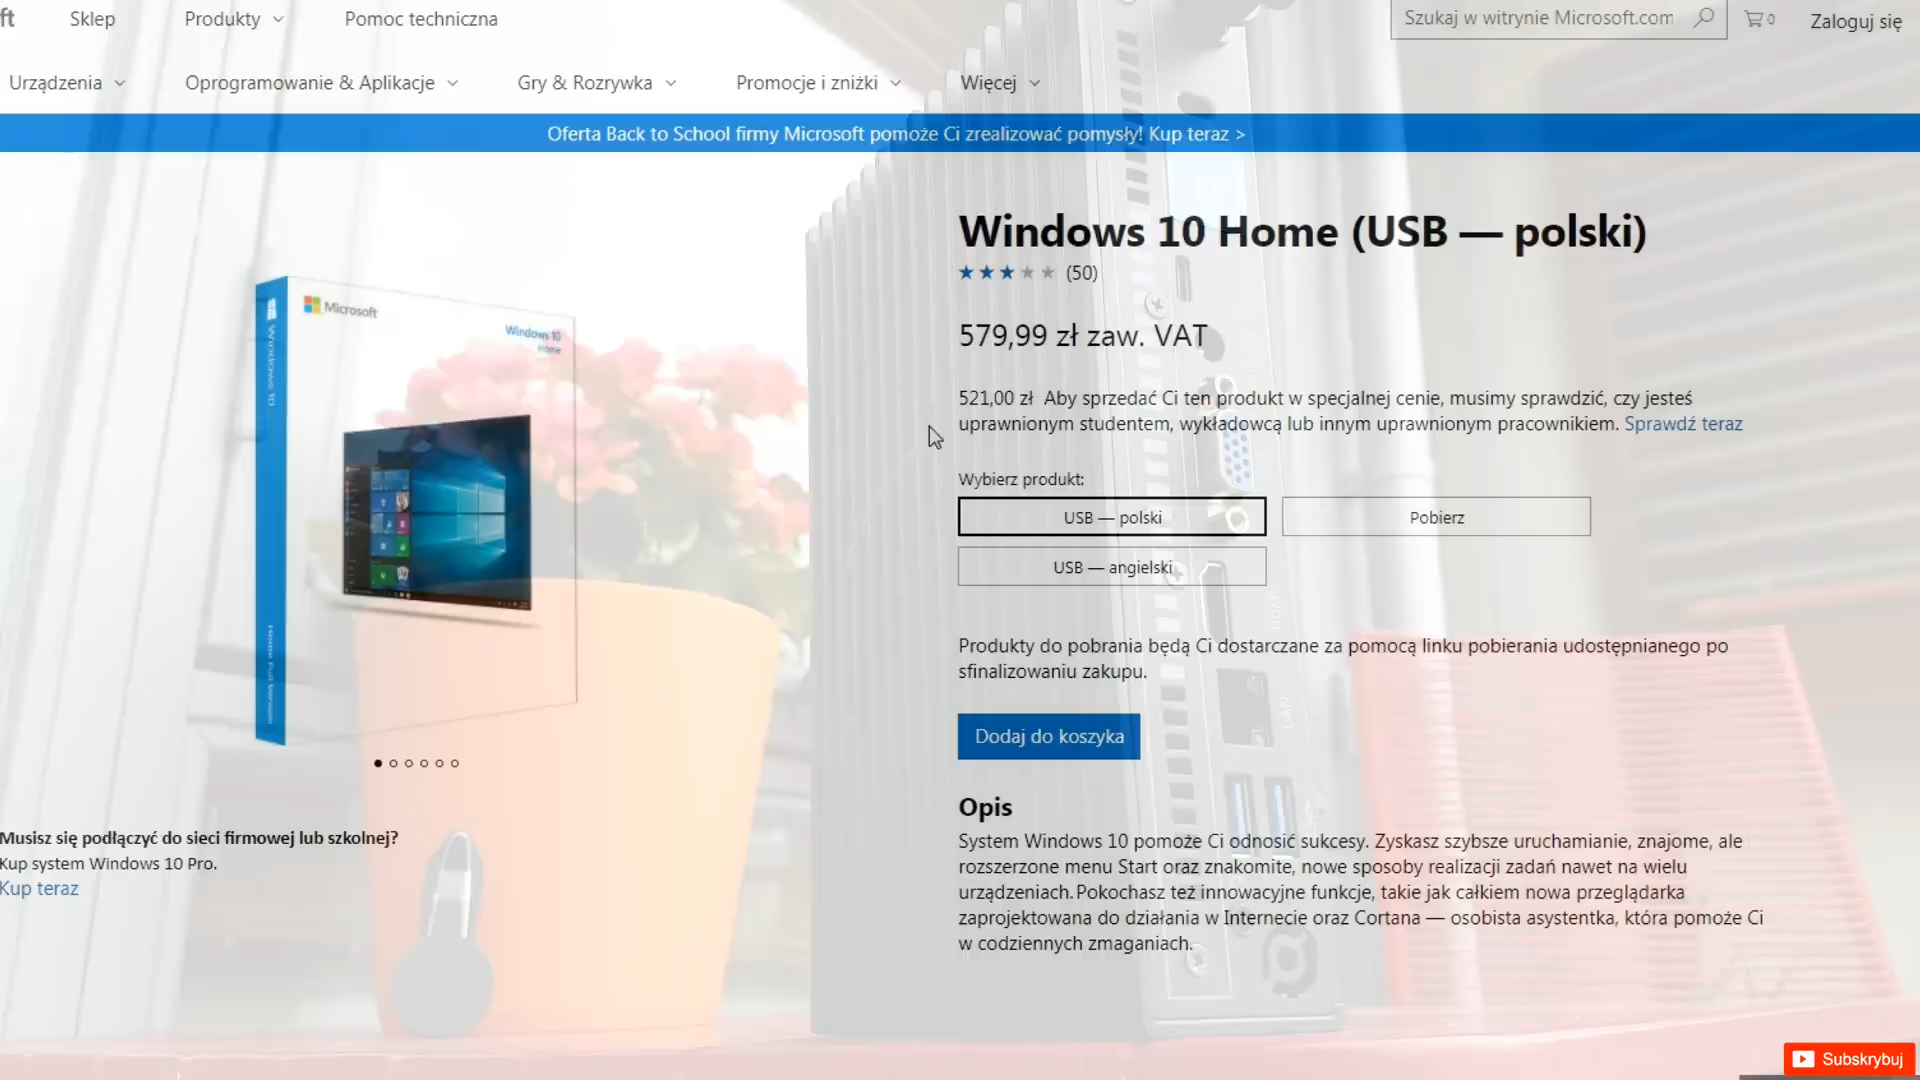 ft Sklep Produkty Pomoc techniczna Szukaj w witrynie Microsoft.com 0 Zaloguj się
Urządzenia Oprogramowanie & Aplikacje Gry & Rozrywka Promocje i zniżki Więcej
Oferta Back to School firmy Microsoft pomoże Ci zrealizować pomysły! Kup teraz >
Windows 10 Home (USB — polski)
(50)
579,99 zł zaw. VAT
521,00 zł Aby sprzedać Ci ten produkt w specjalnej cenie, musimy sprawdzić, czy jesteś
uprawnionym studentem, wykładowcą lub innym uprawnionym pracownikiem. Sprawdź teraz
Wybierz produkt:
USB — polski Pobierz
USB — angielski
Produkty do pobrania będą Ci dostarczane za pomocą linku pobierania udostępnianego po
sfinalizowaniu zakupu.
Dodaj do koszyka
Opis
System Windows 10 pomoże Ci odnosić sukcesy. Zyskasz szybsze uruchamianie, znajome, ale
rozszerzone menu Start oraz znakomite, nowe sposoby realizacji zadań nawet na wielu
urządzeniach.Pokochasz też innowacyjne funkcje, takie jak całkiem nowa przeglądarka
zaprojektowana do działania w Internecie oraz Cortana — osobista asystentka, która pomoże Ci
w codziennych zmaganiach.
Microsoft
Windows 10
Home
Windows 10
Musisz się podłączyć do sieci firmowej lub szkolnej?
Kup system Windows 10 Pro.
Kup teraz
LAN
Subskrybuj